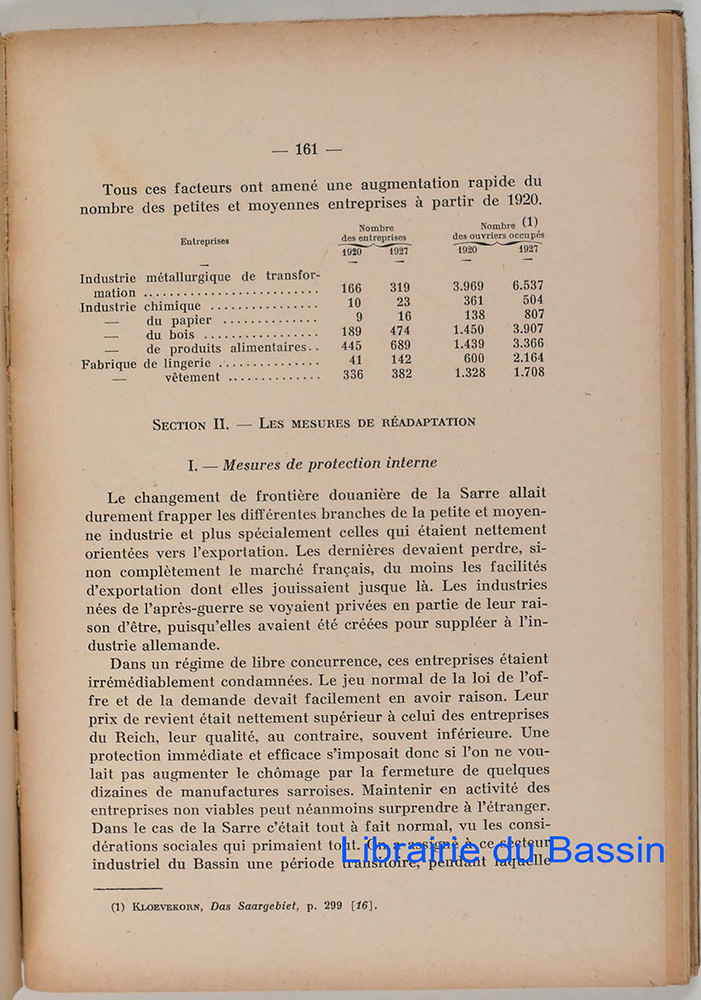 — 161 —
Tous ces facteurs ont amené une augmentation rapide du
nombre des petites et moyennes entreprises à partir de 1920.
Entreprises
Nombre
des entreprises
1920 1927
Nombre (1)
des ouvriers occupés
1920 1927
Industrie métallurgique de transfor-
mation ......................... 166 319 3.969 6.537
Industrie chimique ................ 10 23 361 504
— du papier .............. 9 16 138 807
— du bois ................. 189 474 1.450 3.907
— de produits alimentaires.. 445 689 1.439 3.366
Fabrique de lingerie ............... 41 142 600 2.164
— vêtement ............. 336 382 1.328 1.708
Section II. — Les mesures de réadaptation
I. — Mesures de protection interne
Le changement de frontière douanière de la Sarre allait
durement frapper les différentes branches de la petite et moyen-
ne industrie et plus spécialement celles qui étaient nettement
orientées vers l'exportation. Les dernières devaient perdre, si-
non complètement le marché français, du moins les facilités
d'exportation dont elles jouissaient jusque là. Les industries
nées de l'après-guerre se voyaient privées en partie de leur rai-
son d'être, puisqu'elles avaient été créées pour suppléer à l'in-
dustrie allemande.
Dans un régime de libre concurrence, ces entreprises étaient
irrémédiablement condamnées. Le jeu normal de la loi de l'of-
fre et de la demande devait facilement en avoir raison. Leur
prix de revient était nettement supérieur à celui des entreprises
du Reich, leur qualité, au contraire, souvent inférieure. Une
protection immédiate et efficace s'imposait donc si l'on ne vou-
lait pas augmenter le chômage par la fermeture de quelques
dizaines de manufactures sarroises. Maintenir en activité des
entreprises non viables peut néanmoins surprendre à l'étranger.
Dans le cas de la Sarre c'était tout à fait normal, vu les consi-
dérations sociales qui primaient tout. On a assigné à ce secteur
industriel du Bassin une période transitoire, pendant laquelle
Librairie du Bassin
(1) Kloevekorn, Das Saargebiet, p. 299 [16].